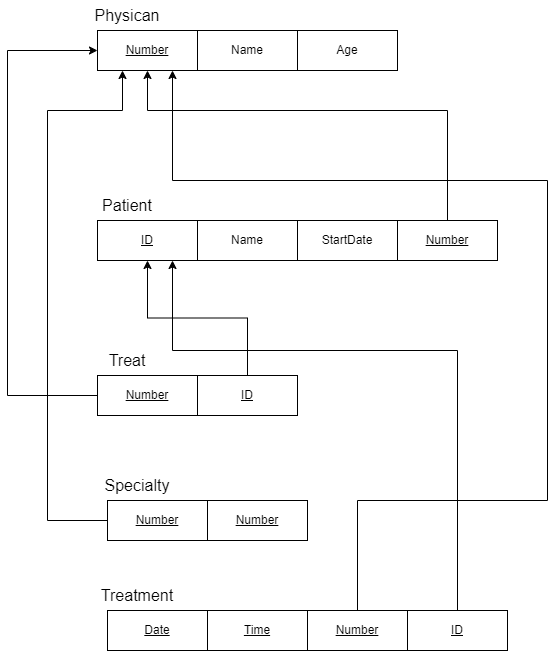 Physican
Number Name Age
Patient
ID Name StartDate Number
Treat
Number ID
Specialty
Number Number
Treatment
Date Time Number ID